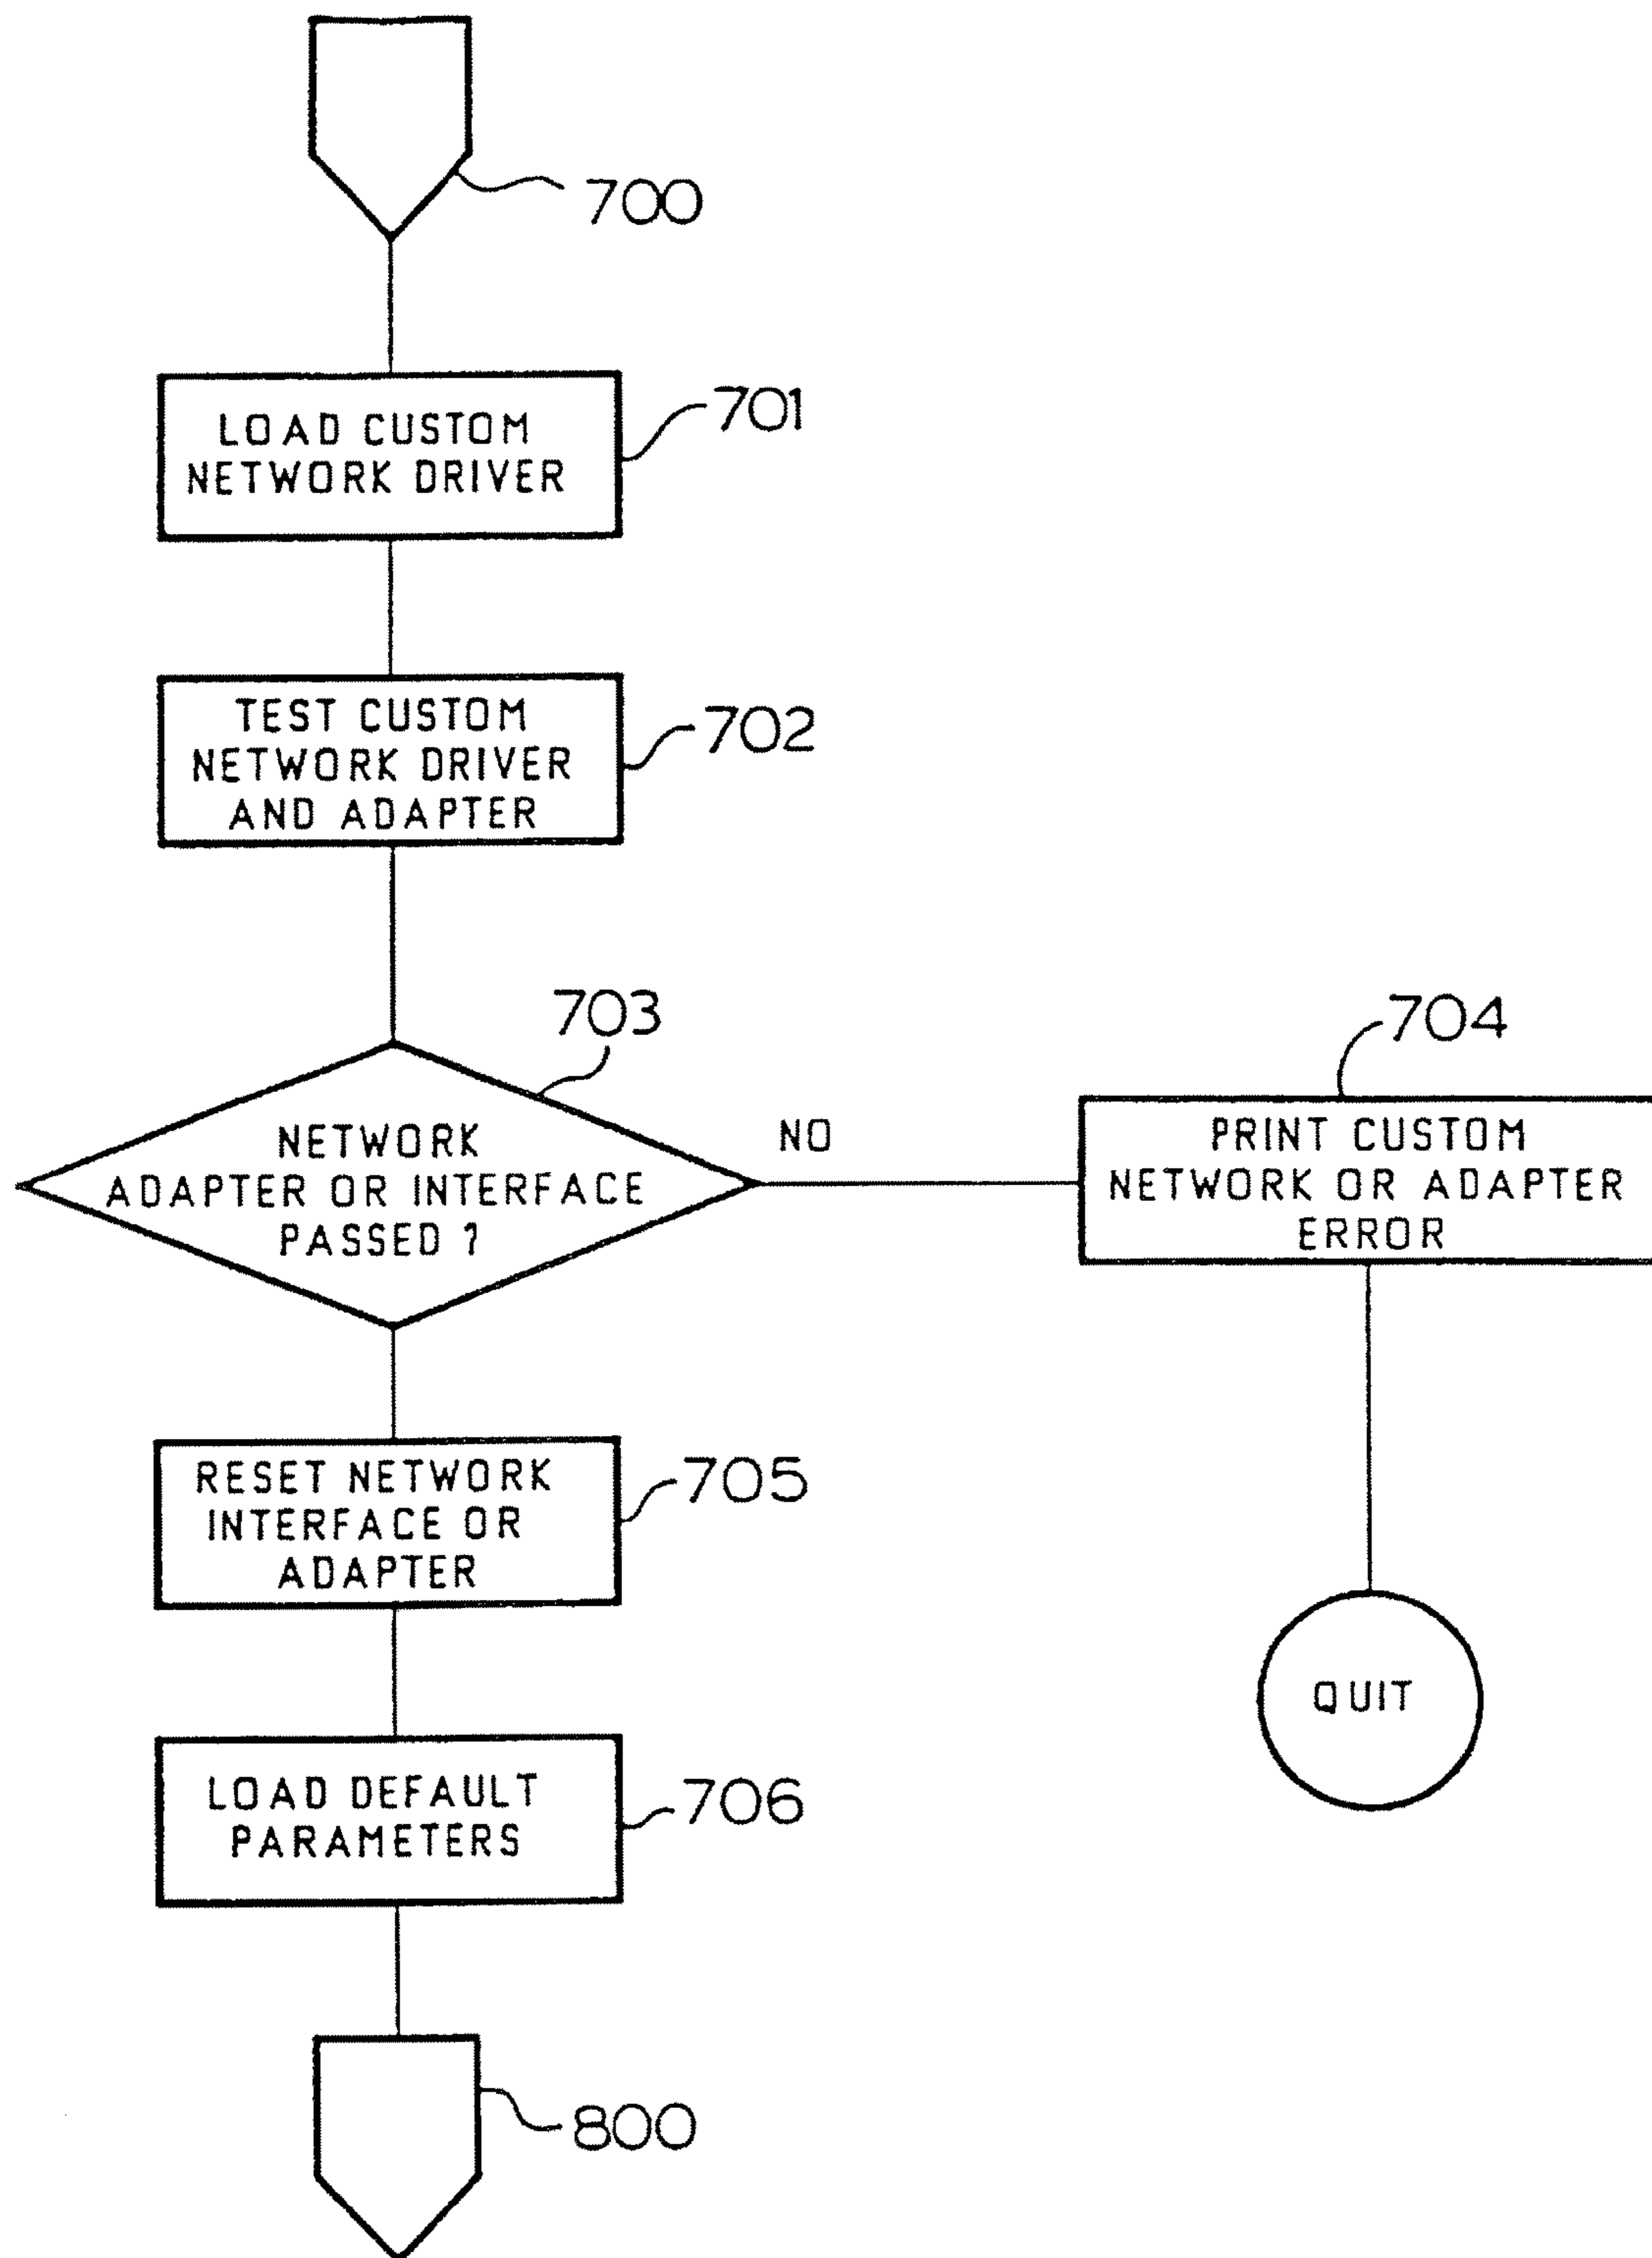 700
LOAD CUSTOM
NETWORK DRIVER
701
TEST CUSTOM
NETWORK DRIVER
AND ADAPTER
702
703
NETWORK
ADAPTER OR INTERFACE
PASSED ?
NO
704
PRINT CUSTOM
NETWORK OR ADAPTER
ERROR
RESET NETWORK
INTERFACE OR
ADAPTER
705
QUIT
LOAD DEFAULT
PARAMETERS
706
800